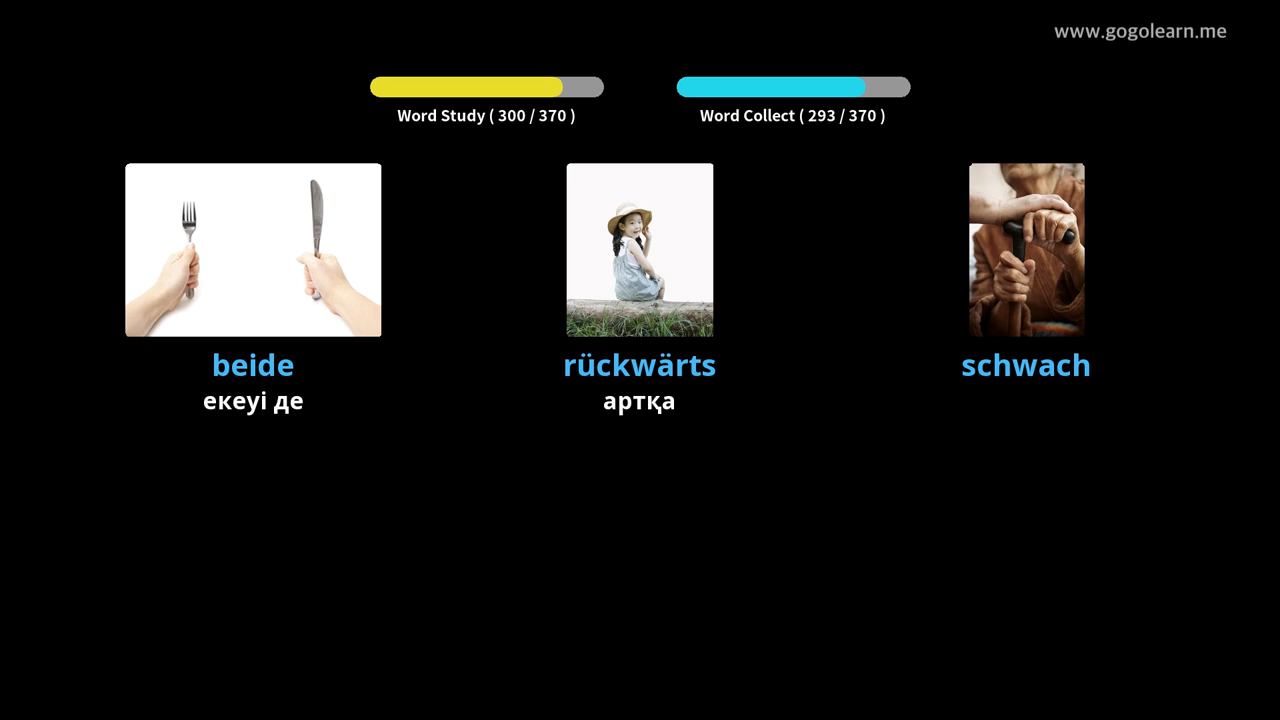 www.gogolearn.me
Word Study ( 300 / 370 )
Word Collect ( 293 / 370 )
beide
екеуі де
rückwärts
артқа
schwach